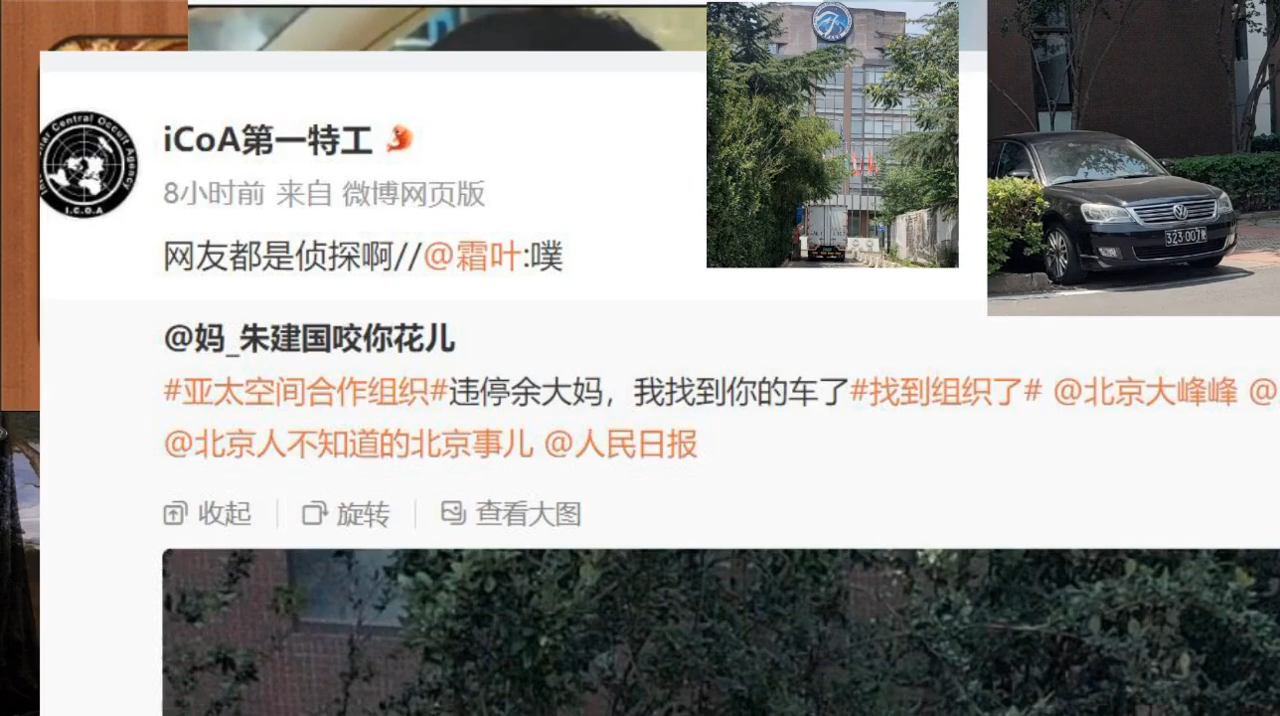 iCoA第一特工
8小时前 来自 微博网页版
网友都是侦探啊//@霜叶:噗
@妈_朱建国咬你花儿
#亚太空间合作组织#违停余大妈，我找到你的车了#找到组织了# @北京大峰峰 @
@北京人不知道的北京事儿 @人民日报
收起
旋转
查看大图
Central Occult Agency
I.C.O.A